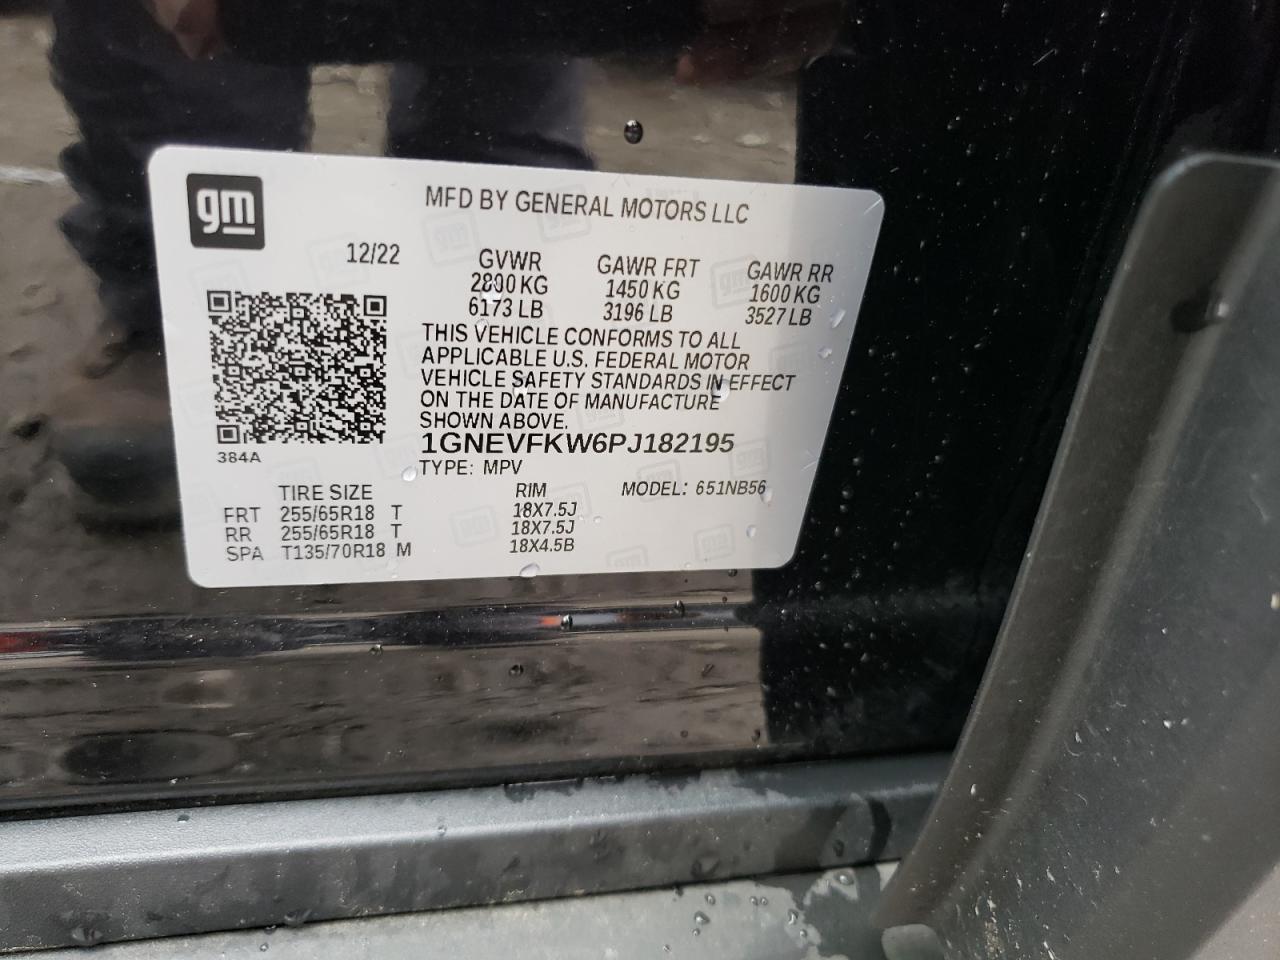 gm
MFD BY GENERAL MOTORS LLC
12/22
GVWR GAWR FRT GAWR RR
2800 KG 1450 KG 1600 KG
6173 LB 3196 LB 3527 LB
THIS VEHICLE CONFORMS TO ALL
APPLICABLE U.S. FEDERAL MOTOR
VEHICLE SAFETY STANDARDS IN EFFECT
ON THE DATE OF MANUFACTURE
SHOWN ABOVE.
1GNEVFKW6PJ182195
384A
TYPE: MPV
TIRE SIZE RIM MODEL: 651NB56
FRT 255/65R18 T 18X7.5J
RR 255/65R18 T 18X7.5J
SPA T135/70R18 M 18X4.5B